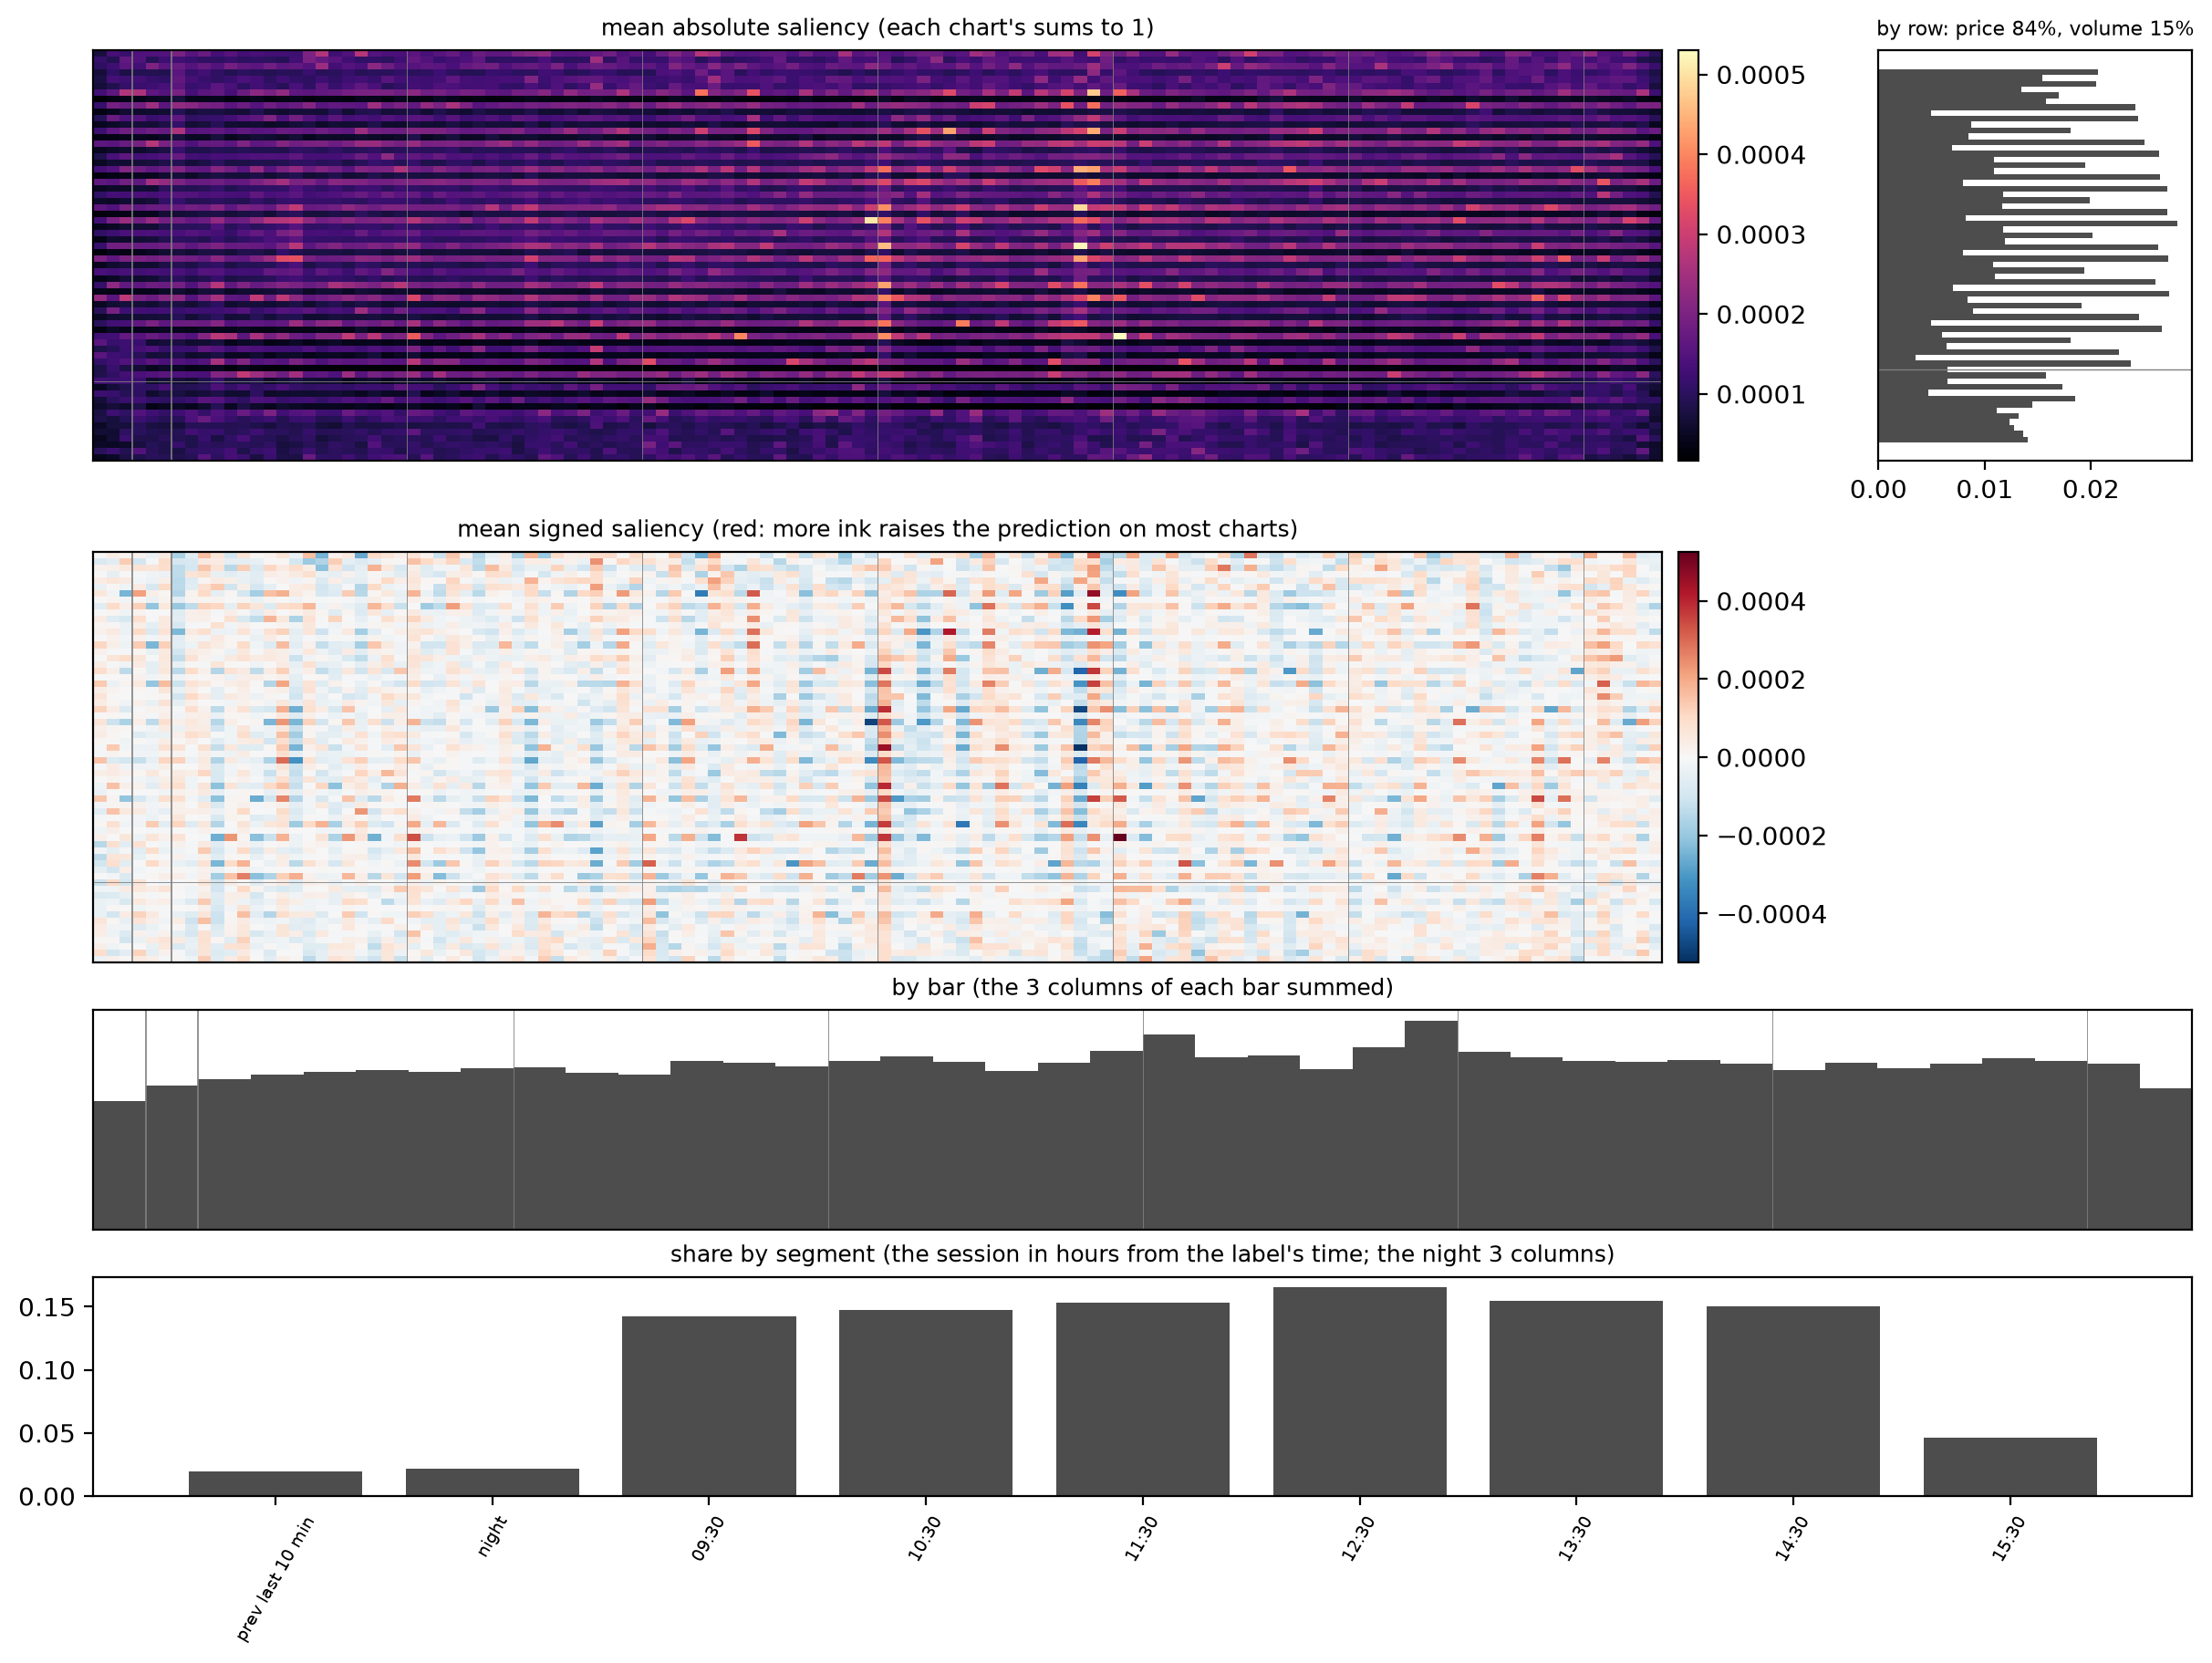 mean absolute saliency (each chart's sums to 1)
by row: price 84%, volume 15%
0.0005
0.0004
0.0003
0.0002
0.0001
0.00 0.01 0.02
mean signed saliency (red: more ink raises the prediction on most charts)
0.0004
0.0002
0.0000
−0.0002
−0.0004
by bar (the 3 columns of each bar summed)
share by segment (the session in hours from the label's time; the night 3 columns)
0.15
0.10
0.05
0.00
prev last 10 min
night
09:30
10:30
11:30
12:30
13:30
14:30
15:30